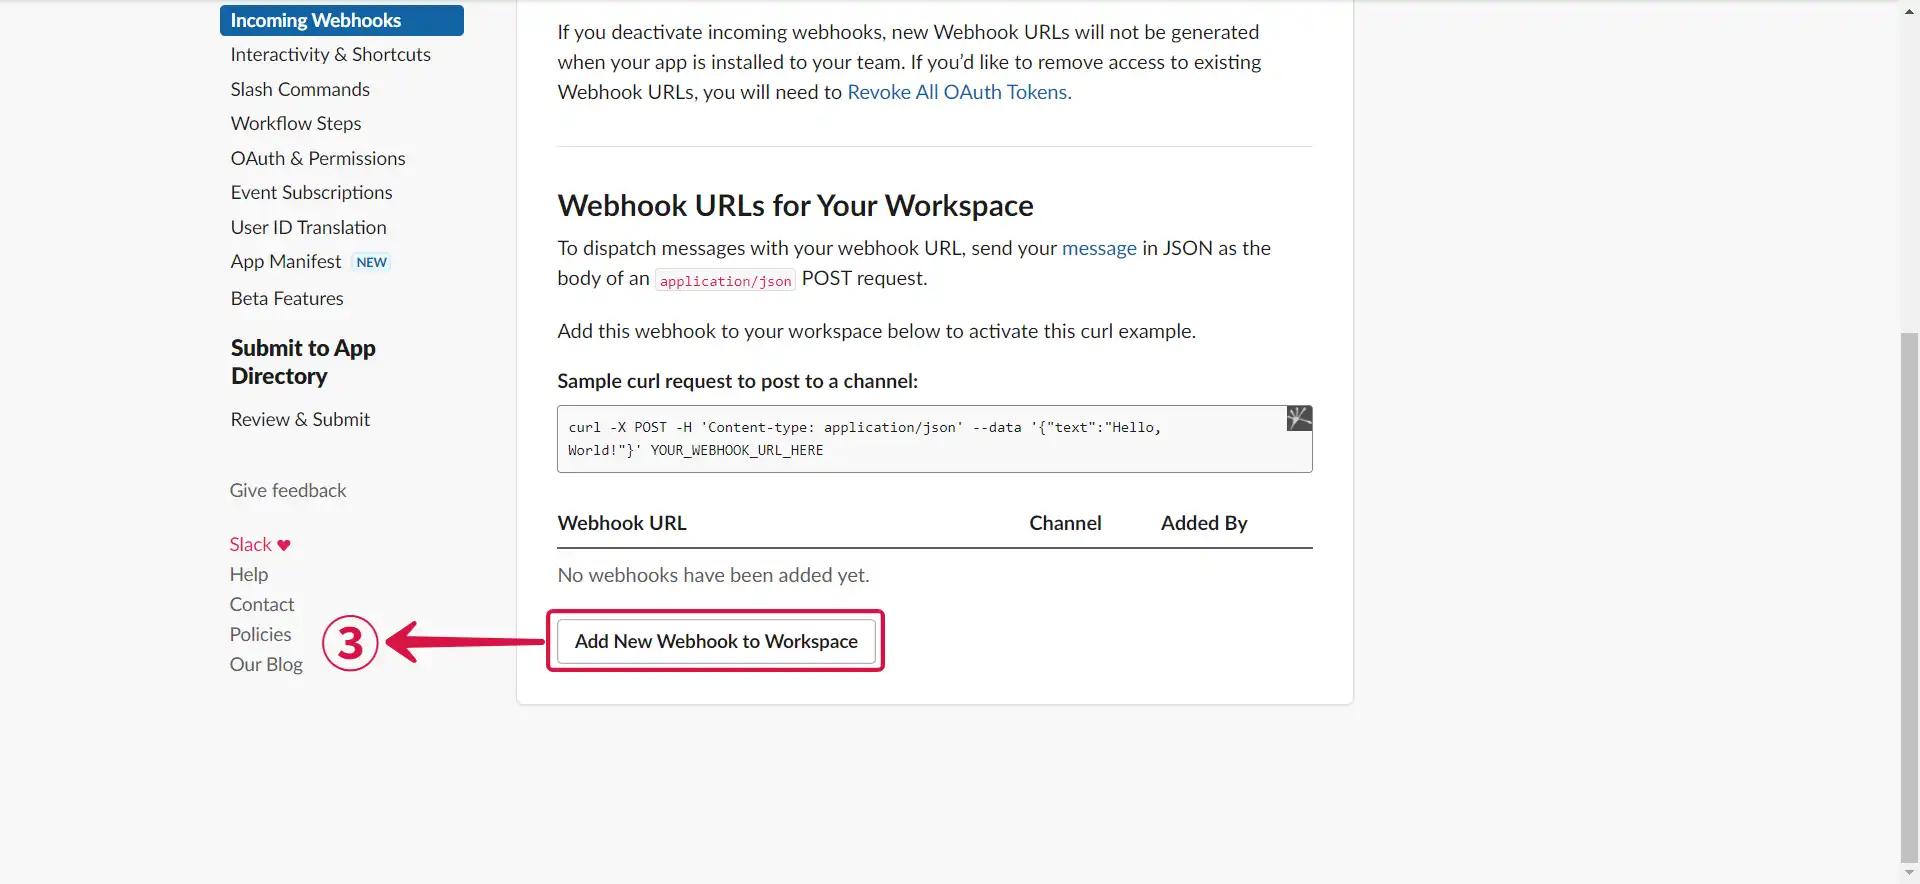 Incoming Webhooks
Interactivity & Shortcuts
Slash Commands
Workflow Steps
OAuth & Permissions
Event Subscriptions
User ID Translation
App Manifest NEW
Beta Features
Submit to App
Directory
Review & Submit
Give feedback
Slack ♥
Help
Contact
Policies
Our Blog
3
If you deactivate incoming webhooks, new Webhook URLs will not be generated
when your app is installed to your team. If you’d like to remove access to existing
Webhook URLs, you will need to Revoke All OAuth Tokens.
Webhook URLs for Your Workspace
To dispatch messages with your webhook URL, send your message in JSON as the
body of an application/json POST request.
Add this webhook to your workspace below to activate this curl example.
Sample curl request to post to a channel:
curl -X POST -H 'Content-type: application/json' --data '{"text":"Hello,
World!"}' YOUR_WEBHOOK_URL_HERE
Webhook URL Channel Added By
No webhooks have been added yet.
Add New Webhook to Workspace